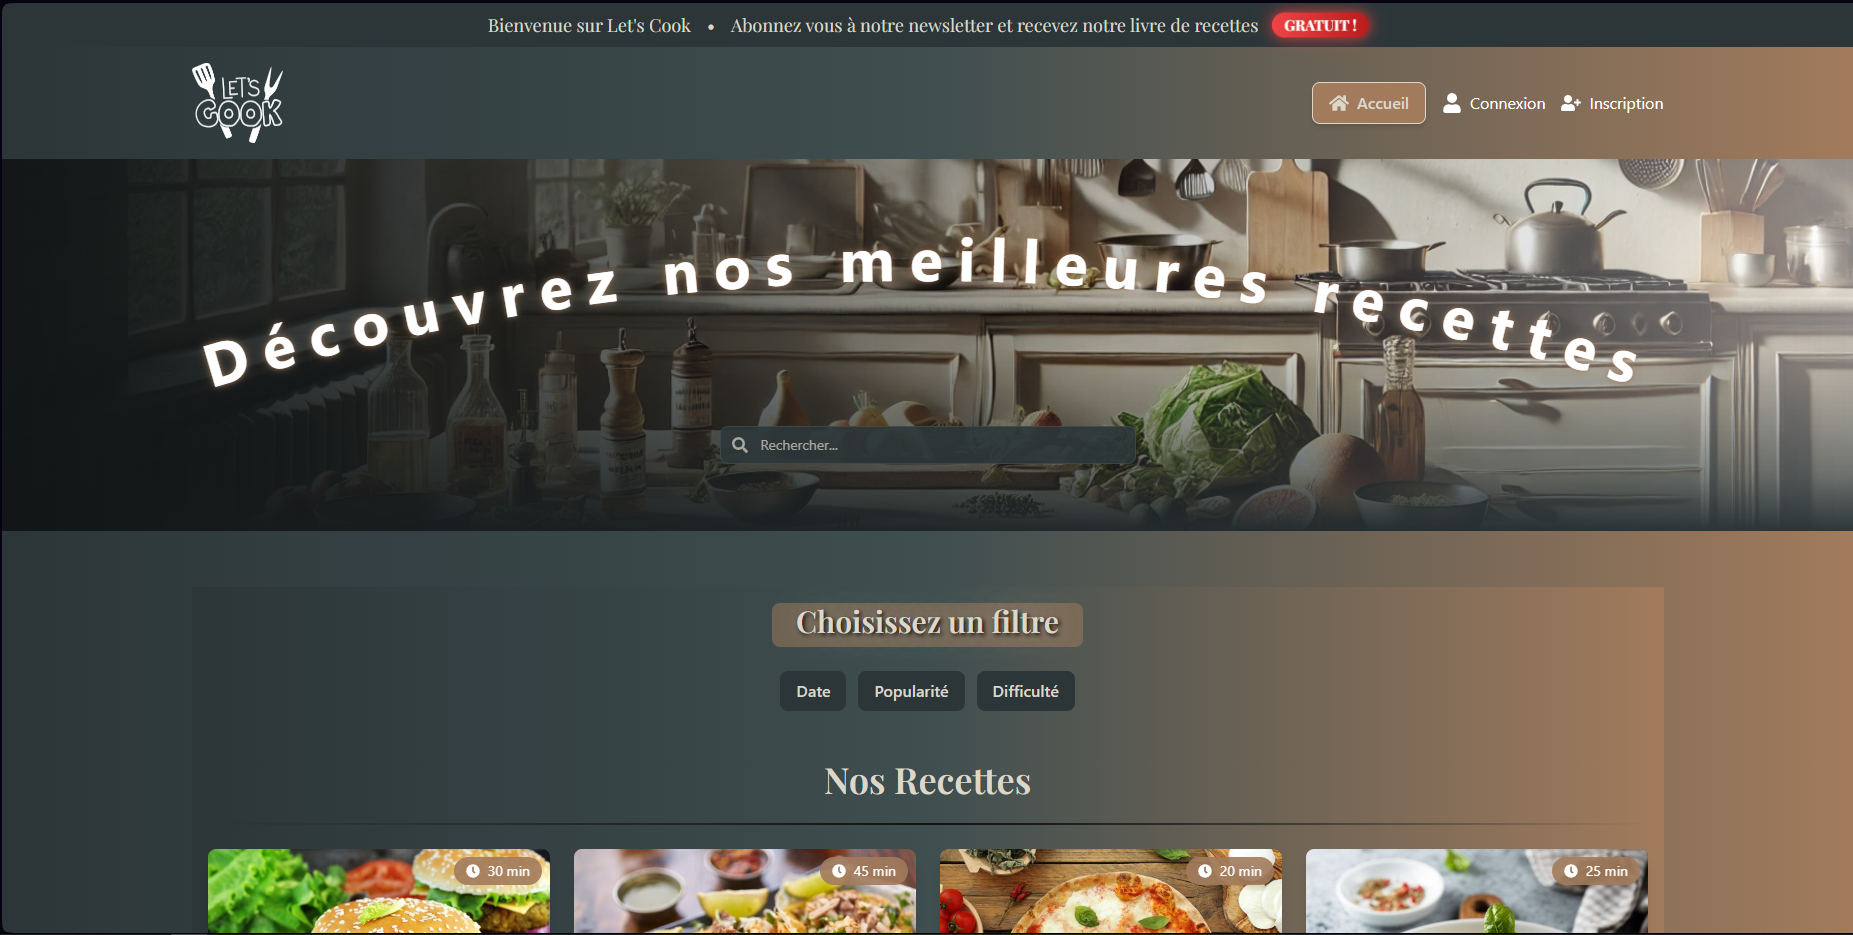 Bienvenue sur Let's Cook • Abonnez vous à notre newsletter et recevez notre livre de recettes GRATUIT !
LET'S
COOK
Accueil Connexion Inscription
Découvrez nos meilleures recettes
Rechercher...
Choisissez un filtre
Date Popularité Difficulté
Nos Recettes
30 min 45 min 20 min 25 min